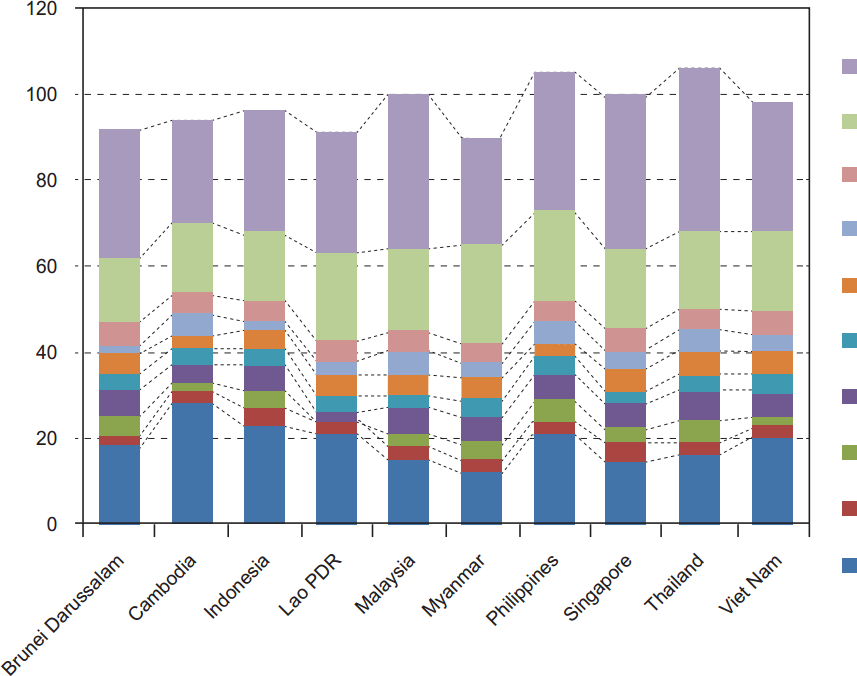 120
100
80
60
40
20
0
Brunei Darussalam
Cambodia
Indonesia
Lao PDR
Malaysia
Myanmar
Philippines
Singapore
Thailand
Viet Nam